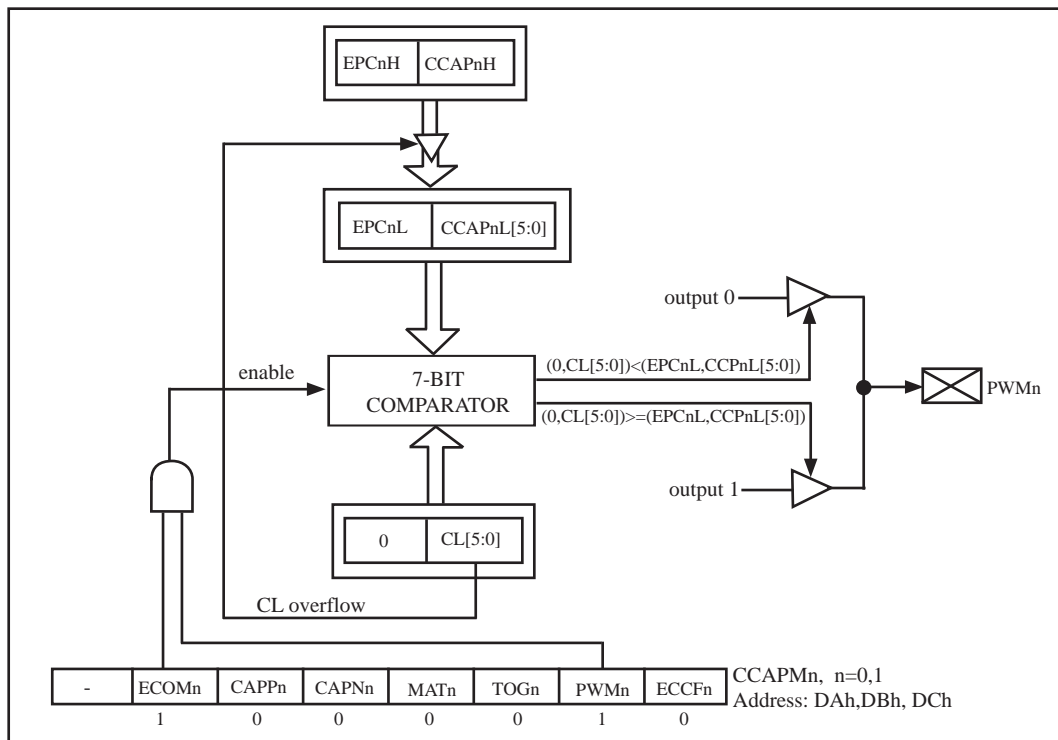 EPCnH CCAPnH
EPCnL CCAPnL[5:0]
output 0
(0,CL[5:0])<(EPCnL,CCPnL[5:0])
enable
7-BIT
COMPARATOR
PWMn
(0,CL[5:0])>=(EPCnL,CCPnL[5:0])
output 1
0 CL[5:0]
CL overflow
- ECOMn CAPPn CAPNn MATn TOGn PWMn ECCFn
CCAPMn, n=0,1
Address: DAh,DBh, DCh
1 0 0 0 0 1 0